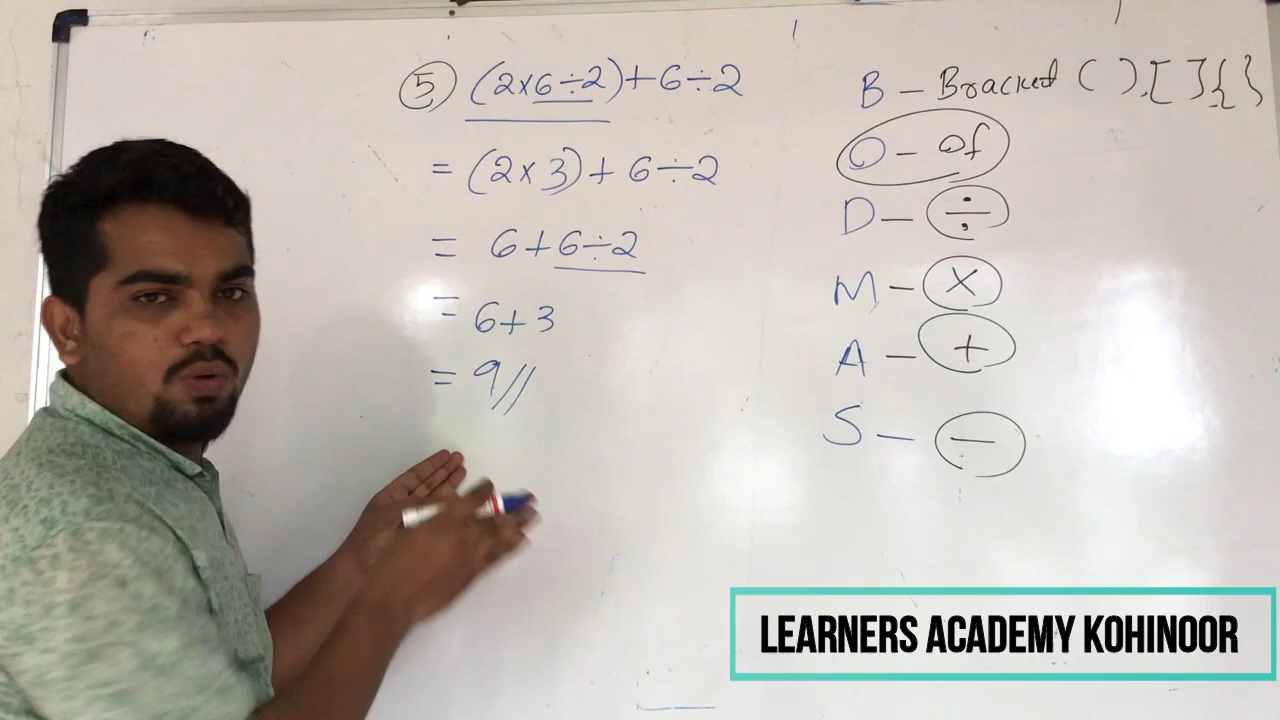 ⑤ (2×6÷2)+6÷2
= (2×3)+6÷2
= 6+6÷2
= 6+3
= 9//
B – Bracked ( ), [ ] { }
O – of
D – ÷
M – ×
A – +
S – –
LEARNERS ACADEMY KOHINOOR